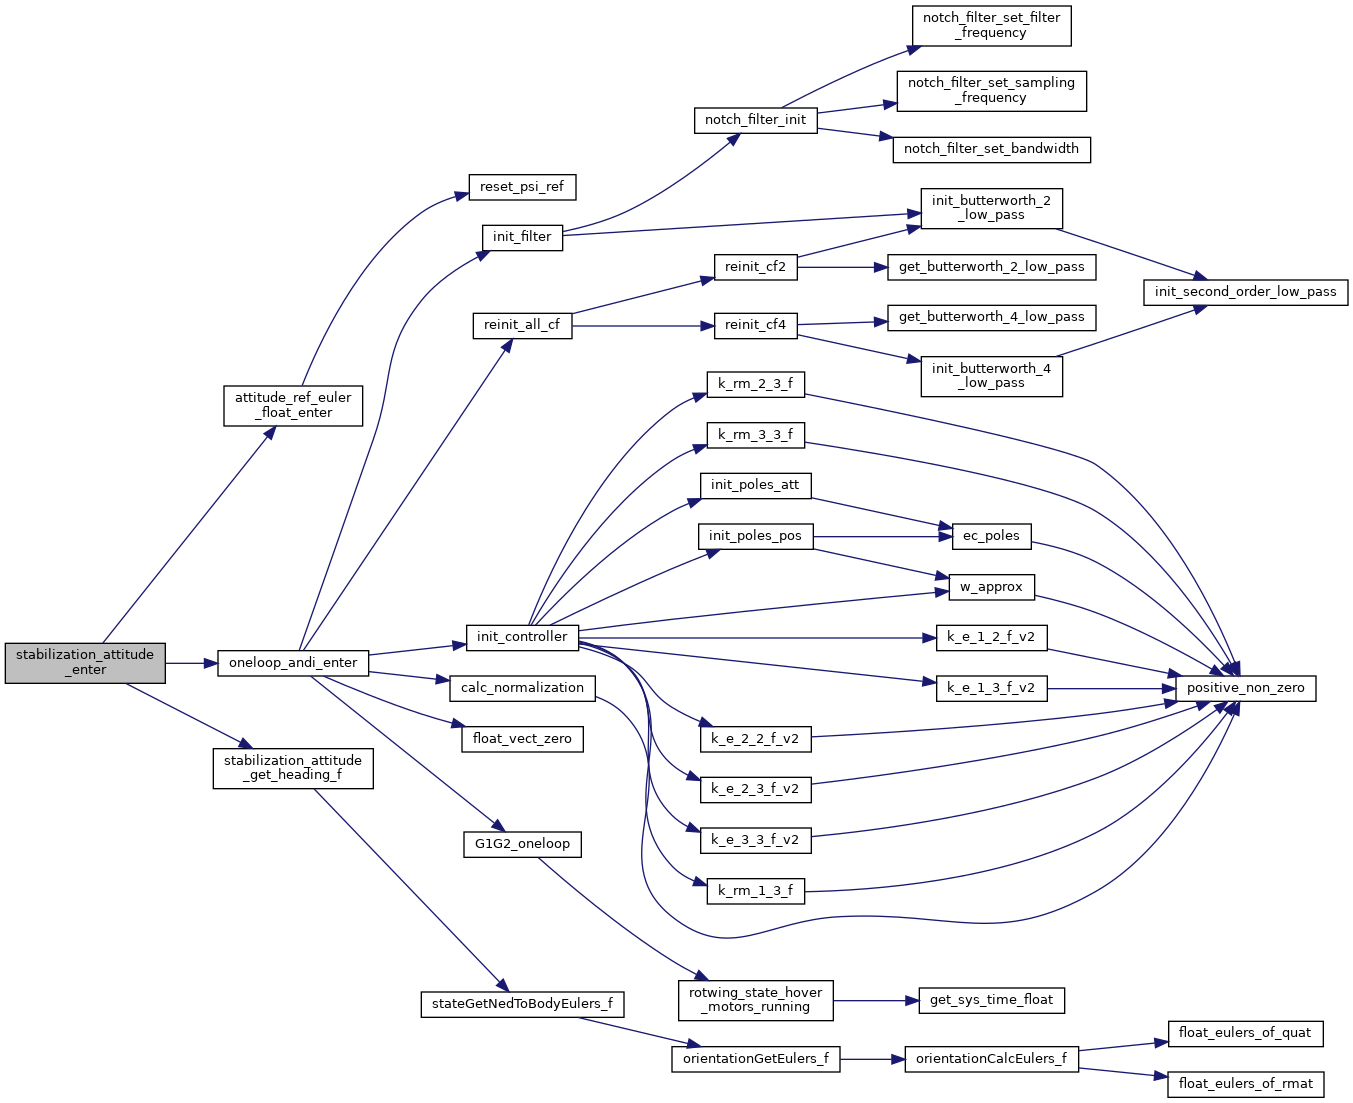 notch_filter_set_filter
_frequency
notch_filter_set_sampling
_frequency
notch_filter_init
notch_filter_set_bandwidth
reset_psi_ref
init_butterworth_2
_low_pass
init_filter
reinit_cf2
get_butterworth_2_low_pass
init_second_order_low_pass
reinit_all_cf
reinit_cf4
get_butterworth_4_low_pass
init_butterworth_4
_low_pass
k_rm_2_3_f
attitude_ref_euler
_float_enter
k_rm_3_3_f
init_poles_att
init_poles_pos
ec_poles
w_approx
init_controller
k_e_1_2_f_v2
stabilization_attitude
_enter
oneloop_andi_enter
calc_normalization
k_e_1_3_f_v2
positive_non_zero
float_vect_zero
k_e_2_2_f_v2
stabilization_attitude
_get_heading_f
k_e_2_3_f_v2
G1G2_oneloop
k_e_3_3_f_v2
k_rm_1_3_f
rotwing_state_hover
_motors_running
get_sys_time_float
stateGetNedToBodyEulers_f
float_eulers_of_quat
orientationGetEulers_f
orientationCalcEulers_f
float_eulers_of_rmat